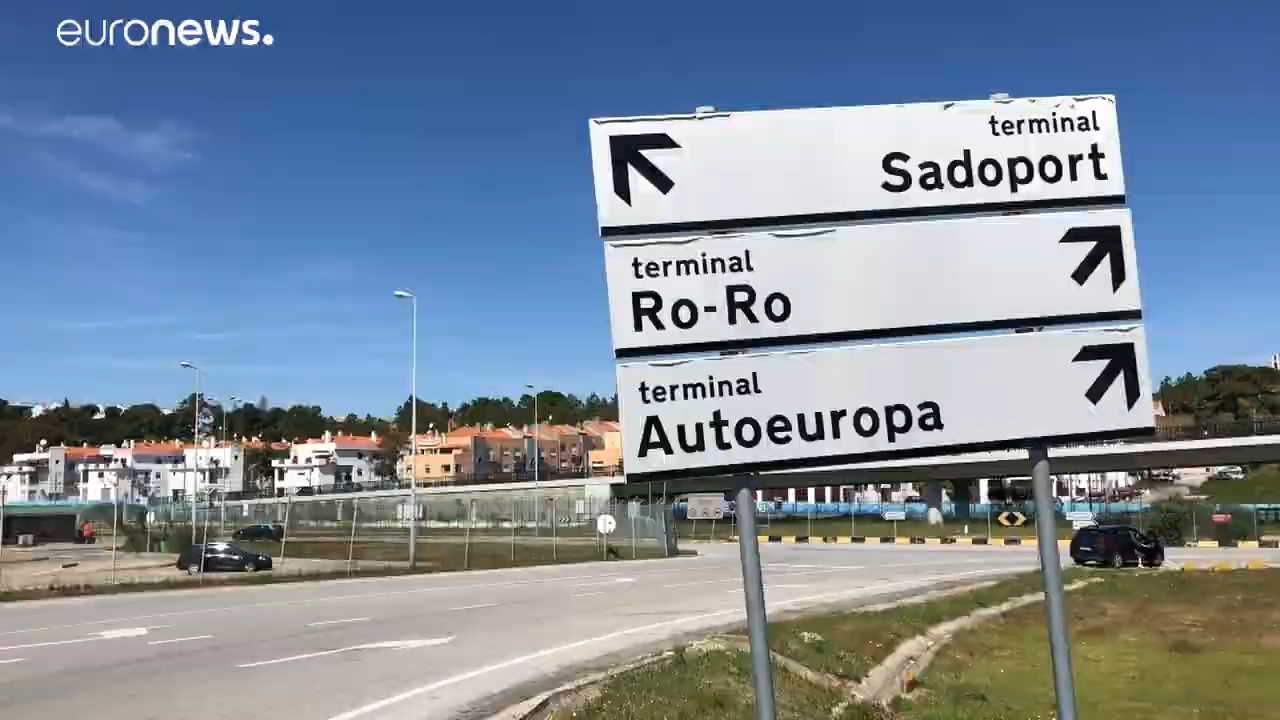 euronews.
terminal
Sadoport
terminal
Ro-Ro
terminal
Autoeuropa